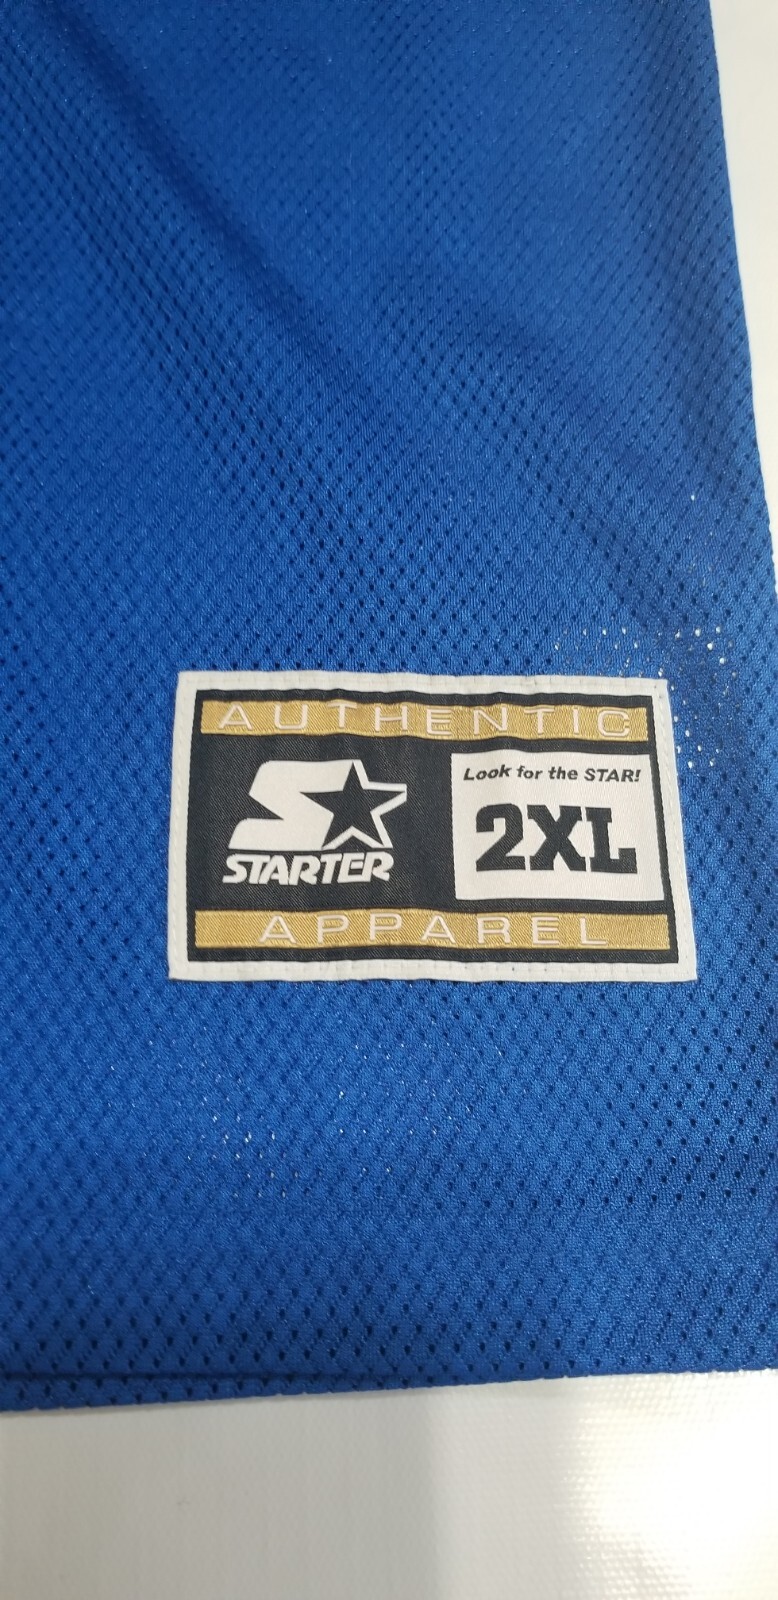 AUTHENTIC
Look for the STAR!
2XL
STARTER
APPAREL